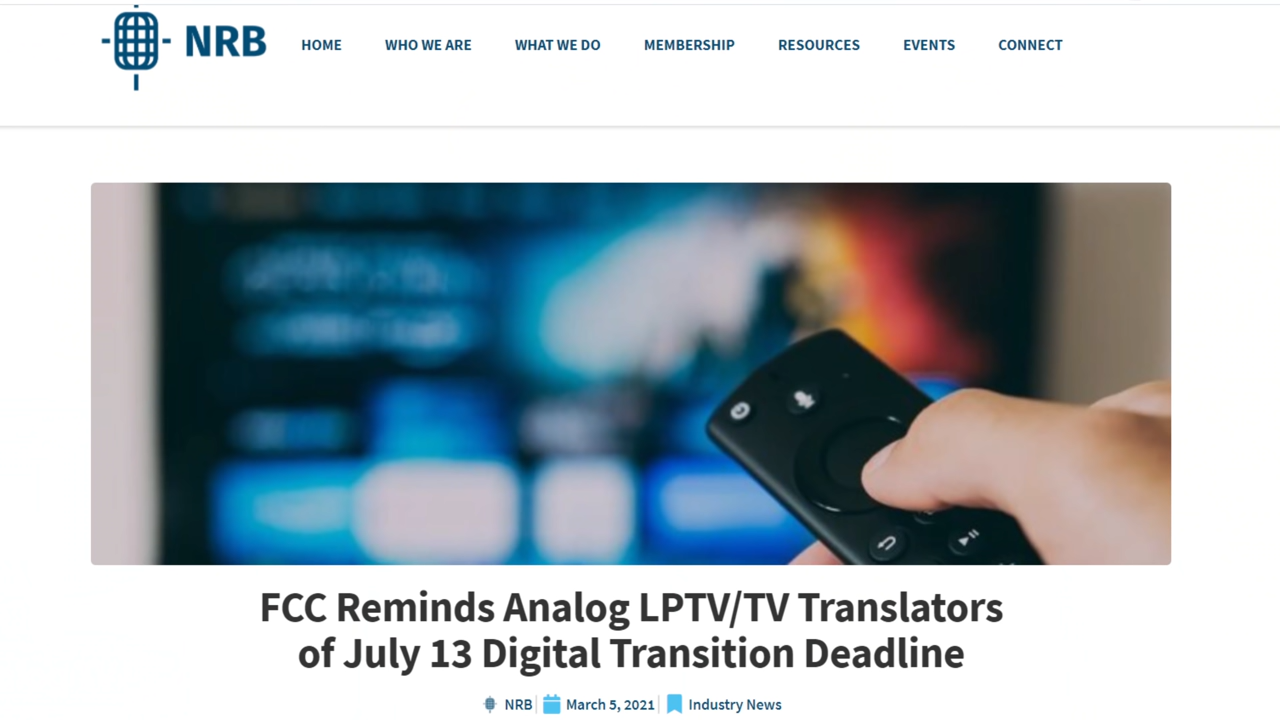 NRB
HOME WHO WE ARE WHAT WE DO MEMBERSHIP RESOURCES EVENTS CONNECT
FCC Reminds Analog LPTV/TV Translators
of July 13 Digital Transition Deadline
NRB March 5, 2021 Industry News